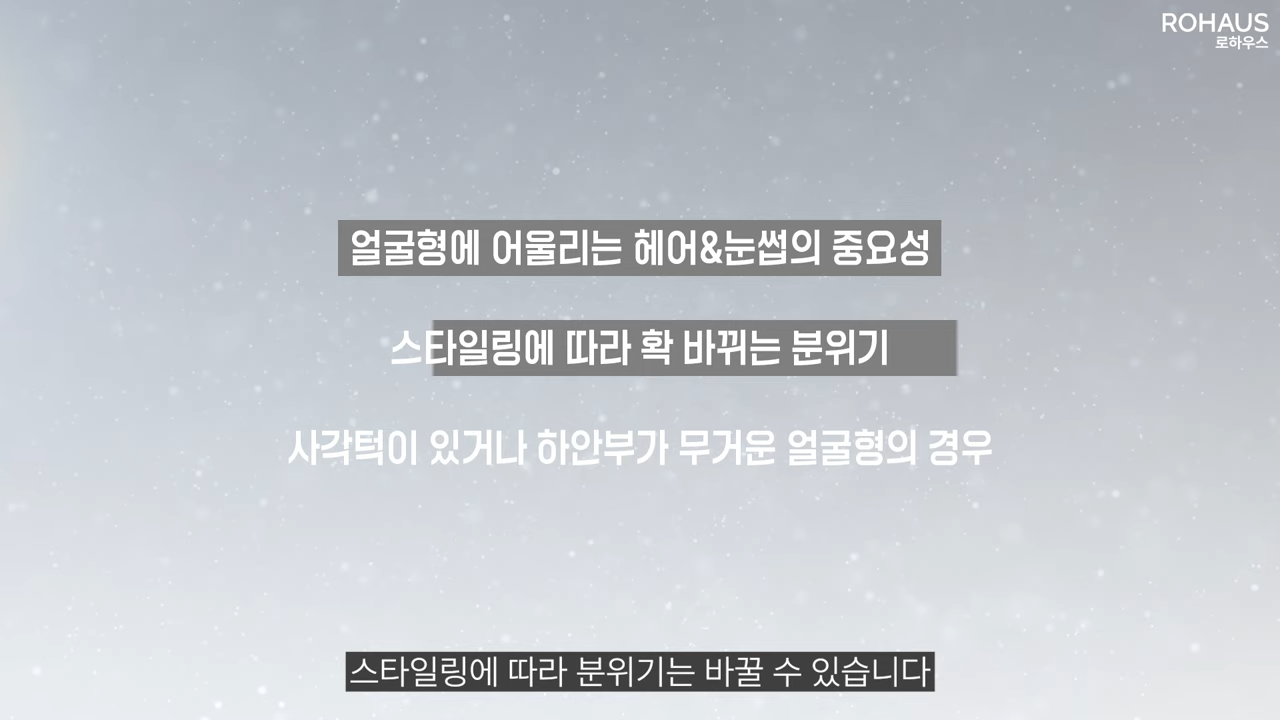 ROHAUS
로하우스
얼굴형에 어울리는 헤어&눈썹의 중요성
스타일링에 따라 확 바뀌는 분위기
사각턱이 있거나 하안부가 무거운 얼굴형의 경우
스타일링에 따라 분위기는 바꿀 수 있습니다